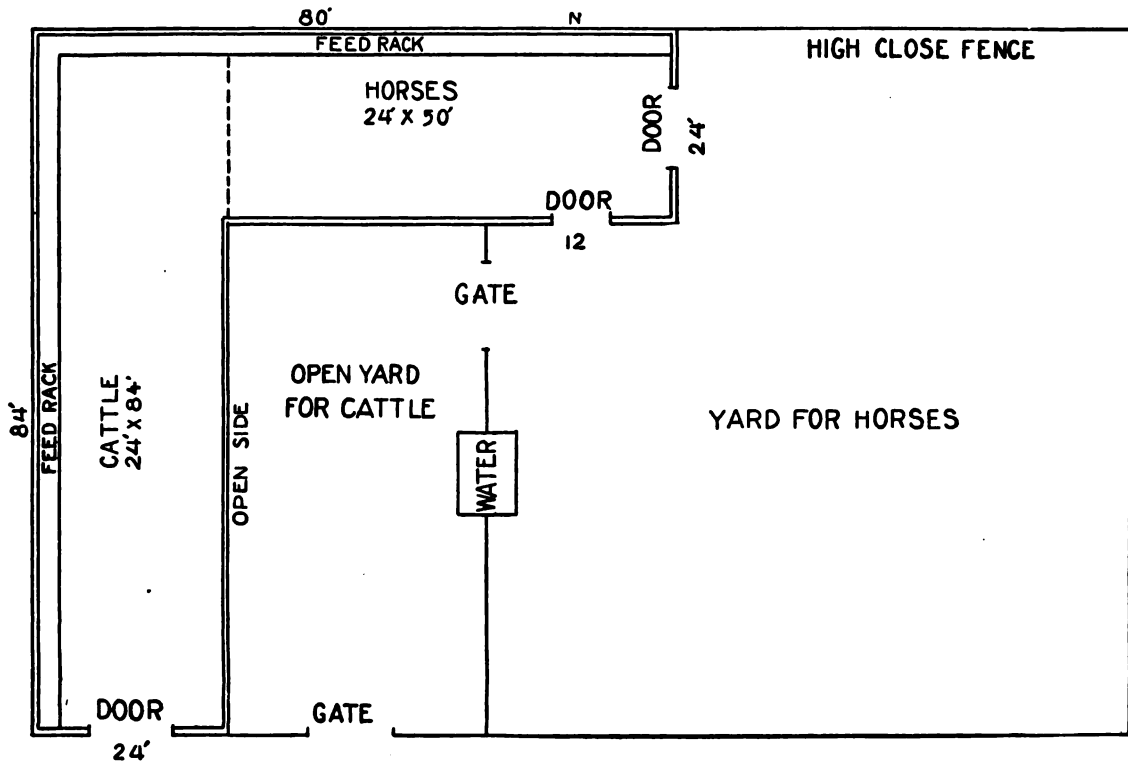 80' N
FEED RACK
HIGH CLOSE FENCE
HORSES
24' X 50'
DOOR
24'
DOOR
12
GATE
84'
FEED RACK
CATTLE
24' X 84'
OPEN SIDE
OPEN YARD
FOR CATTLE
WATER
YARD FOR HORSES
DOOR
24'
GATE